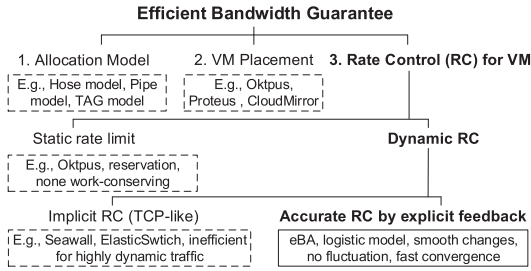 Efficient Bandwidth Guarantee
1. Allocation Model
2. VM Placement
3. Rate Control (RC) for VM
E.g., Hose model, Pipe
model, TAG model
E.g., Oktpus,
Proteus , CloudMirror
Static rate limit
Dynamic RC
E.g., Oktpus, reservation,
none work-conserving
Implicit RC (TCP-like)
Accurate RC by explicit feedback
E.g., Seawall, ElasticSwtich, inefficient
for highly dynamic traffic
eBA, logistic model, smooth changes,
no fluctuation, fast convergence